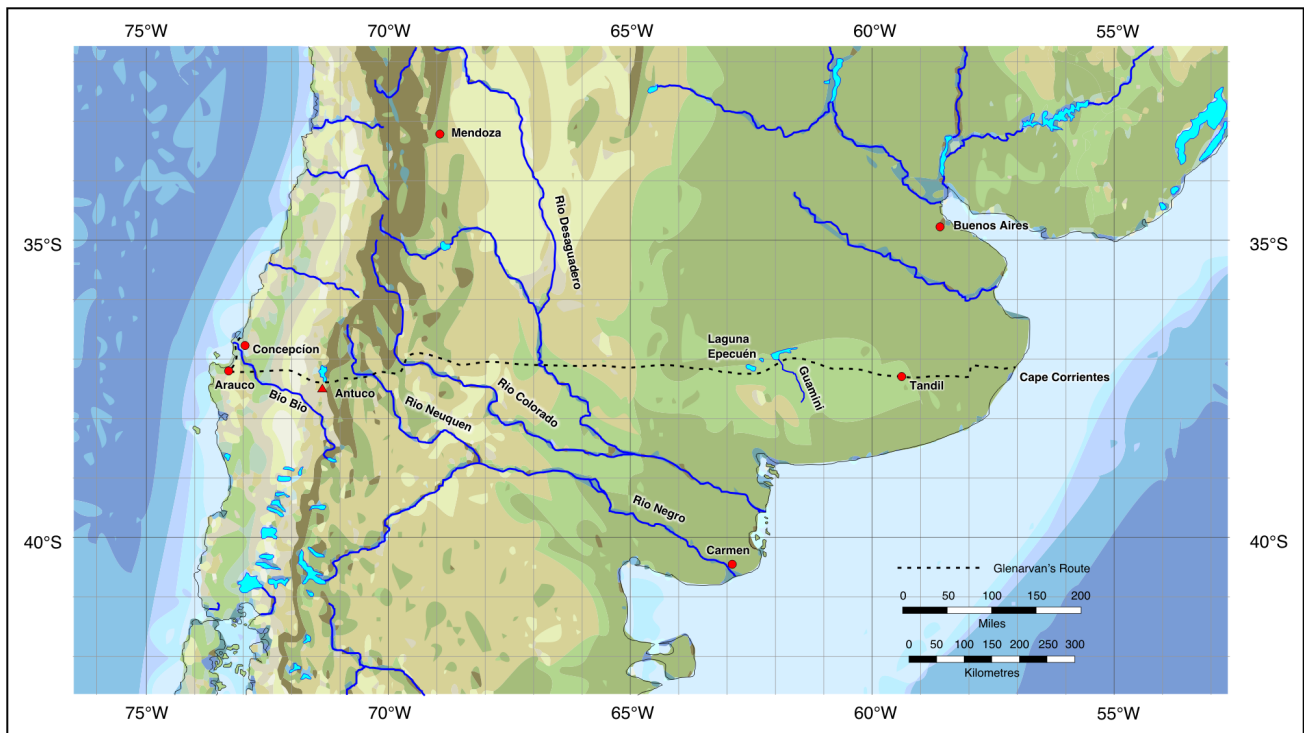 75°W
70°W
65°W
60°W
55°W
Mendoza
Rio Desaguadero
Buenos Aires
35°S
35°S
Concepcíon
Laguna
Epecuén
Arauco
Antuco
Bio Bio
Rio Neuquen
Rio Colorado
Guamini
Tandil
Cape Corrientes
Rio Negro
Carmen
40°S
40°S
Glenarvan's Route
0 50 100 150 200
Miles
0 50 100 150 200 250 300
Kilometres
75°W
70°W
65°W
60°W
55°W